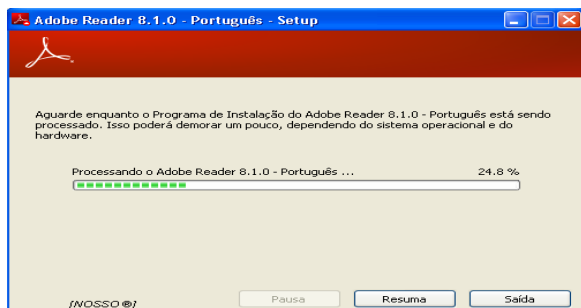 Adobe Reader 8.1.0 - Português - Setup
Aguarde enquanto o Programa de Instalação do Adobe Reader 8.1.0 - Português está sendo
processado. Isso poderá demorar um pouco, dependendo do sistema operacional e do
hardware.
Processando o Adobe Reader 8.1.0 - Português ... 24.8 %
[NOSSO ®] Pausa Resuma Saída